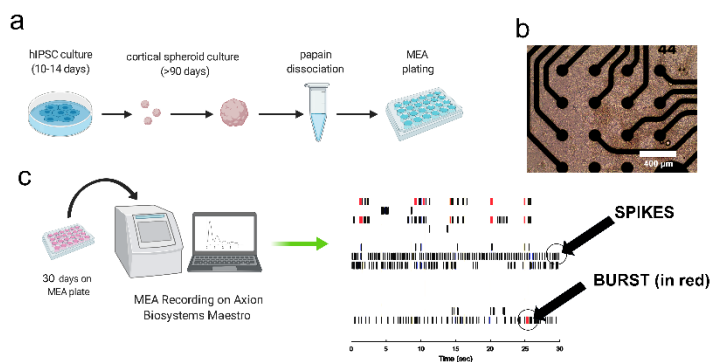 a
hIPSC culture
(10-14 days)
cortical spheroid culture
(>90 days)
papain
dissociation
MEA
plating
b
44
400 μm
c
30 days on
MEA plate
MEA Recording on Axion
Biosystems Maestro
SPIKES
BURST (in red)
0 5 10 15 20 25 30
Time (sec)